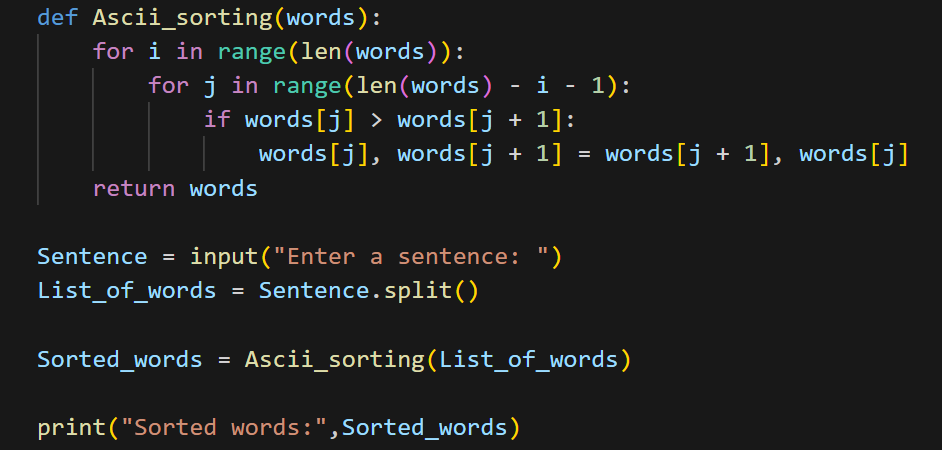 def Ascii_sorting(words):
    for i in range(len(words)):
        for j in range(len(words) - i - 1):
            if words[j] > words[j + 1]:
                words[j], words[j + 1] = words[j + 1], words[j]
    return words

Sentence = input("Enter a sentence: ")
List_of_words = Sentence.split()

Sorted_words = Ascii_sorting(List_of_words)

print("Sorted words:",Sorted_words)